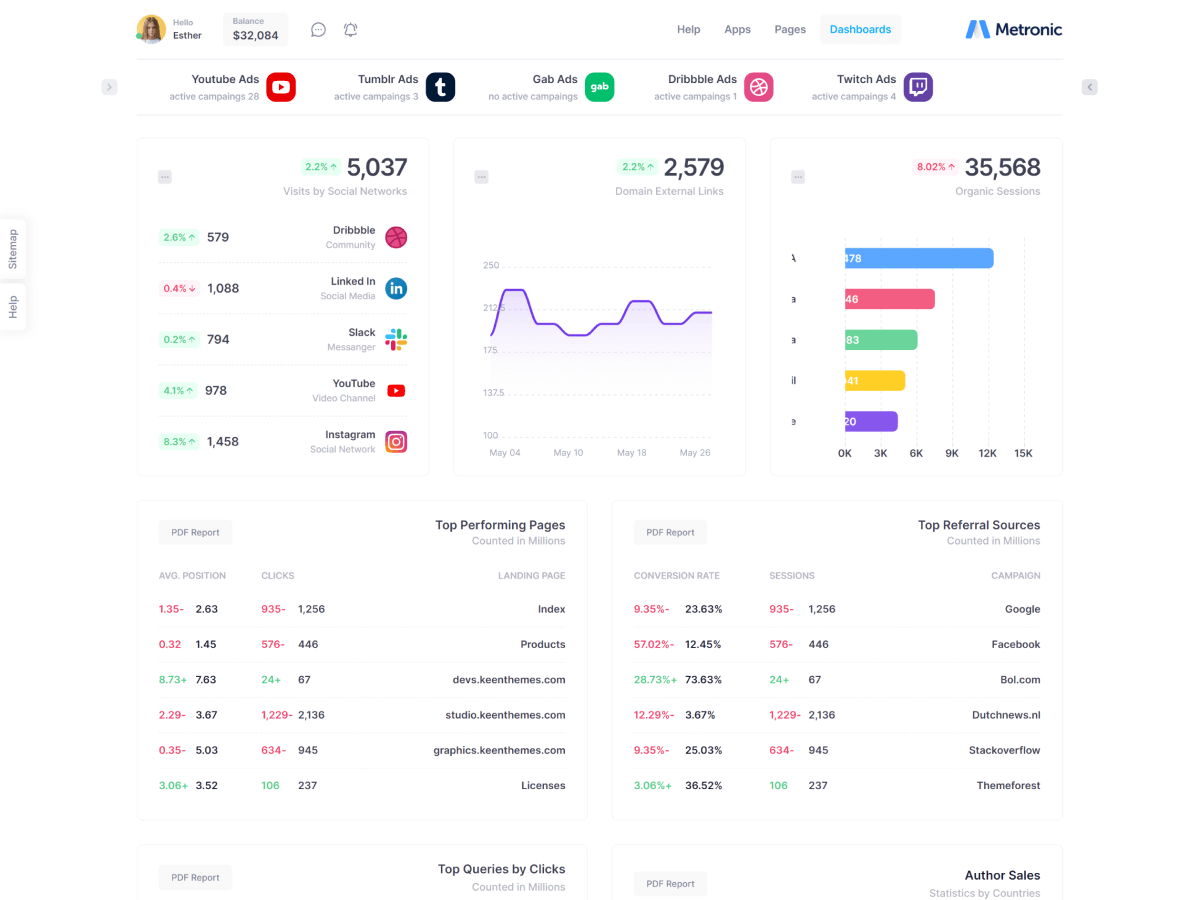 Hello
Esther
Balance
$32,084
Help
Apps
Pages
Dashboards
Metronic
Youtube Ads
active campaings 28
Tumblr Ads
active campaings 3
Gab Ads
no active campaings
gab
Dribbble Ads
active campaings 1
Twitch Ads
active campaings 4
Sitemap
Help
2.2% 5,037
Visits by Social Networks
2.6% 579
Dribbble
Community
0.4% 1,088
Linked In
Social Media
in
0.2% 794
Slack
Messanger
4.1% 978
YouTube
Video Channel
8.3% 1,458
Instagram
Social Network
2.2% 2,579
Domain External Links
250
212.5
175
137.5
100
May 04 May 10 May 18 May 26
8.02% 35,568
Organic Sessions
478
46
a
83
a
41
il
20
e
0K 3K 6K 9K 12K 15K
PDF Report
Top Performing Pages
Counted in Millions
AVG. POSITION CLICKS LANDING PAGE
1.35- 2.63 935- 1,256 Index
0.32 1.45 576- 446 Products
8.73+ 7.63 24+ 67 devs.keenthemes.com
2.29- 3.67 1,229- 2,136 studio.keenthemes.com
0.35- 5.03 634- 945 graphics.keenthemes.com
3.06+ 3.52 106 237 Licenses
PDF Report
Top Referral Sources
Counted in Millions
CONVERSION RATE SESSIONS CAMPAIGN
9.35%- 23.63% 935- 1,256 Google
57.02%- 12.45% 576- 446 Facebook
28.73%+ 73.63% 24+ 67 Bol.com
12.29%- 3.67% 1,229- 2,136 Dutchnews.nl
9.35%- 25.03% 634- 945 Stackoverflow
3.06%+ 36.52% 106 237 Themeforest
PDF Report
Top Queries by Clicks
Counted in Millions
PDF Report
Author Sales
Statistics by Countries